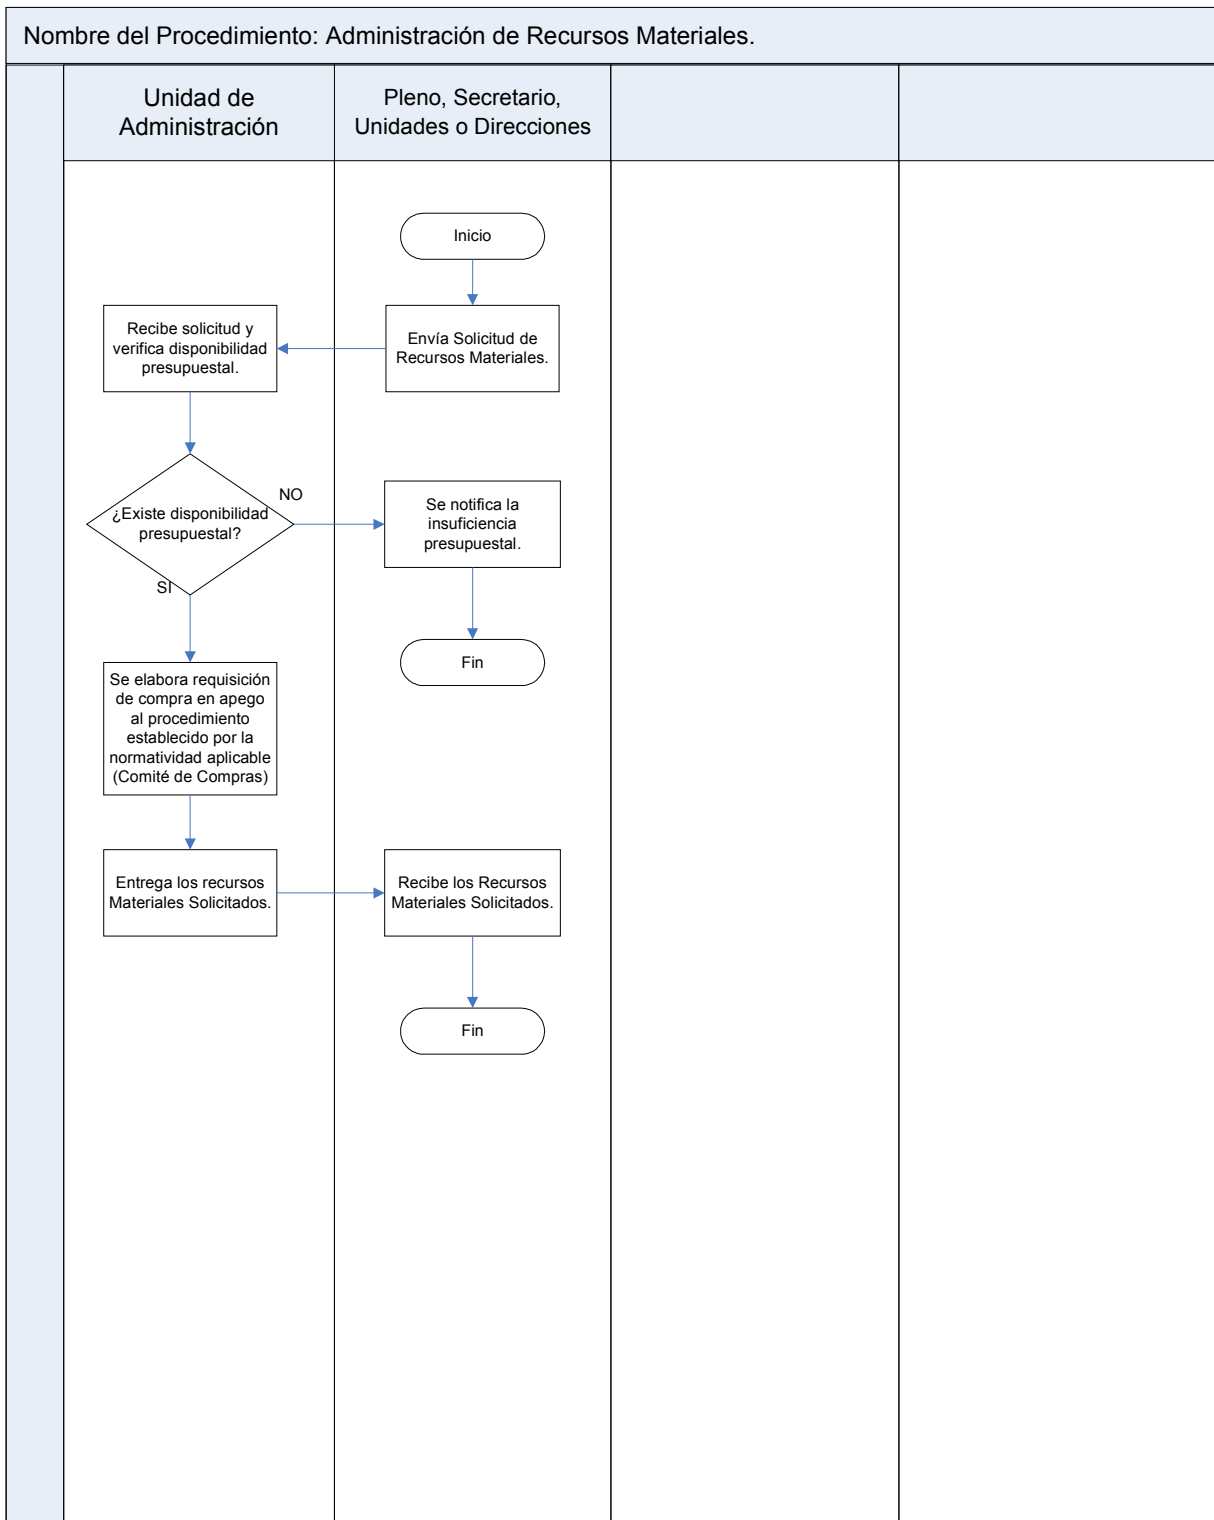 Nombre del Procedimiento: Administración de Recursos Materiales.
Unidad de
Administración
Pleno, Secretario,
Unidades o Direcciones
Inicio
Envía Solicitud de
Recursos Materiales.
Recibe solicitud y
verifica disponibilidad
presupuestal.
¿Existe disponibilidad
presupuestal?
NO
Se notifica la
insuficiencia
presupuestal.
Fin
SI
Se elabora requisición
de compra en apego
al procedimiento
establecido por la
normatividad aplicable
(Comité de Compras)
Entrega los recursos
Materiales Solicitados.
Recibe los Recursos
Materiales Solicitados.
Fin